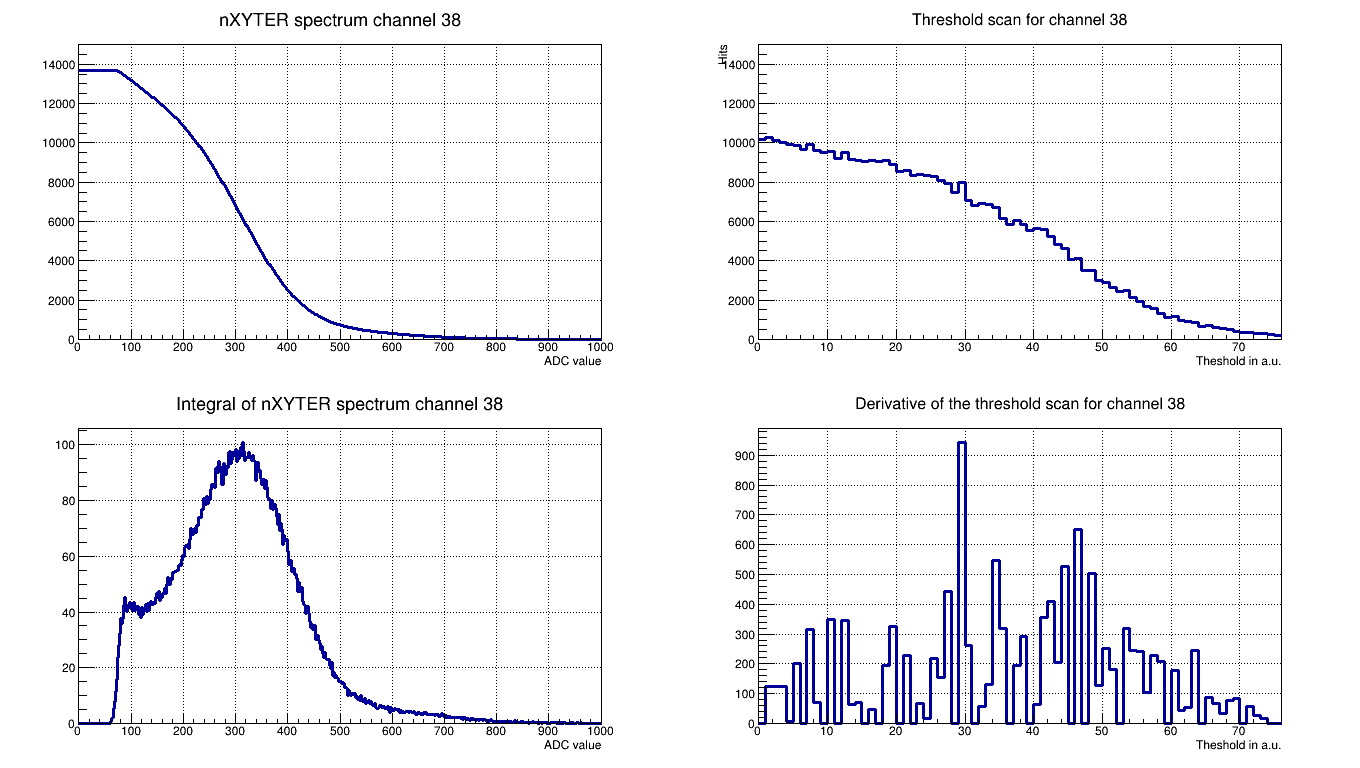 nXYTER spectrum channel 38
14000
12000
10000
8000
6000
4000
2000
0
0 100 200 300 400 500 600 700 800 900 1000
ADC value
Threshold scan for channel 38
Hits
14000
12000
10000
8000
6000
4000
2000
0
0 10 20 30 40 50 60 70
Theshold in a.u.
Integral of nXYTER spectrum channel 38
100
80
60
40
20
0
0 100 200 300 400 500 600 700 800 900 1000
ADC value
Derivative of the threshold scan for channel 38
900
800
700
600
500
400
300
200
100
0
0 10 20 30 40 50 60 70
Theshold in a.u.